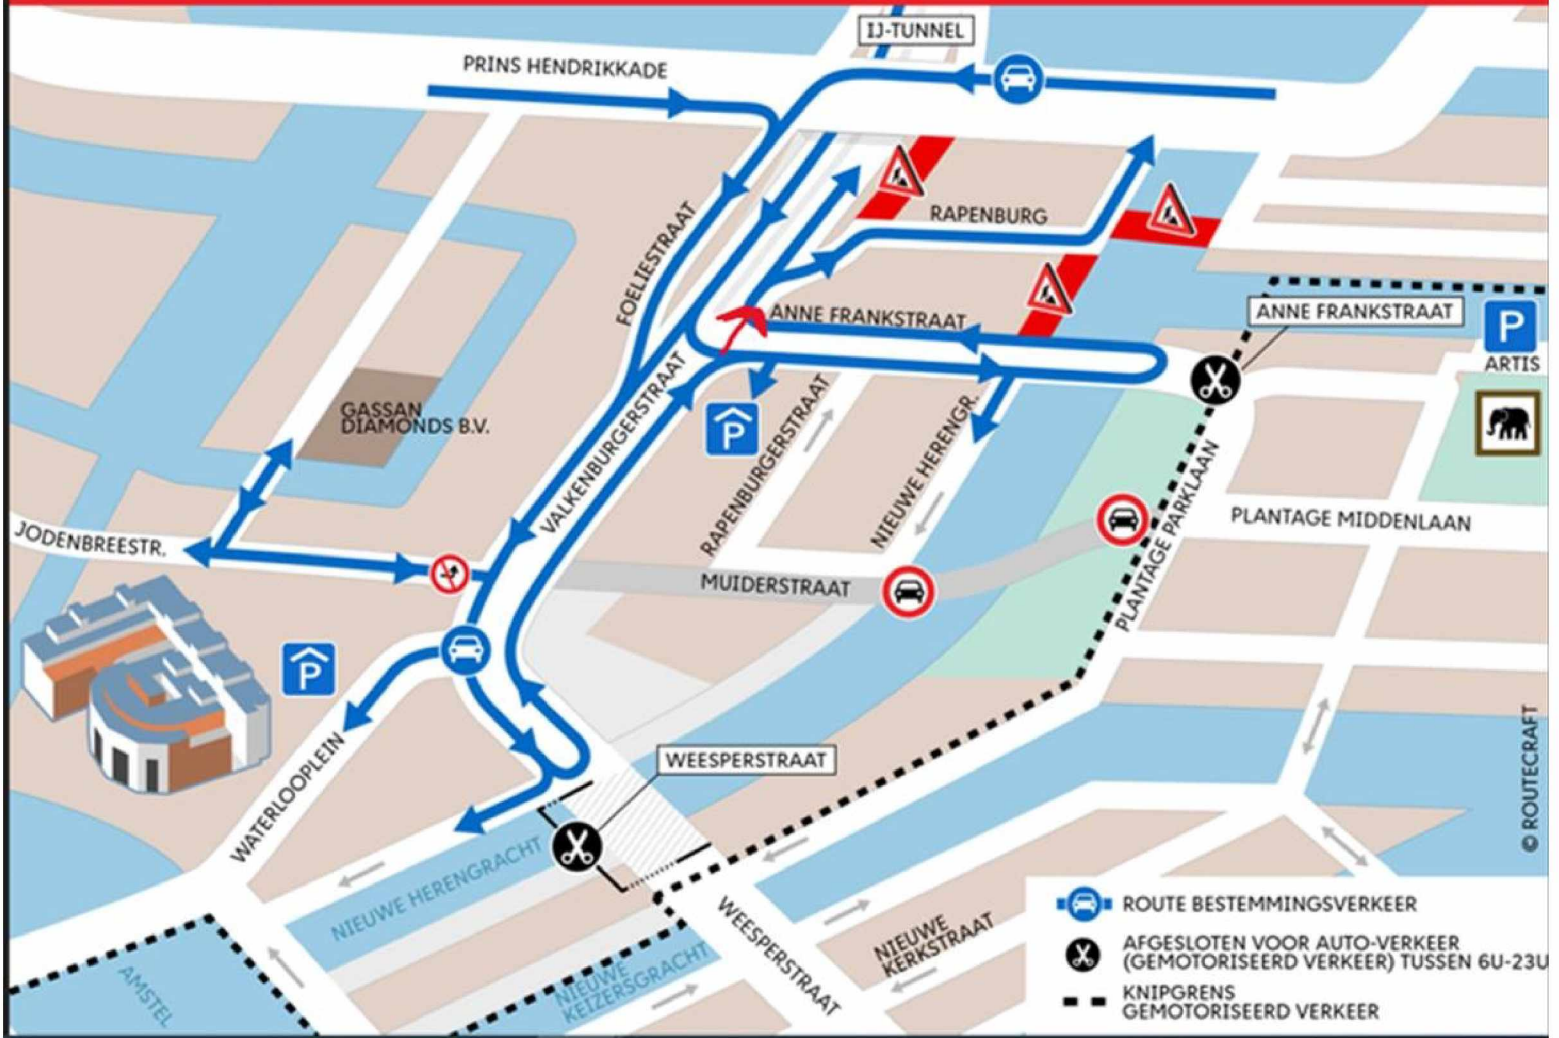 IJ-TUNNEL
PRINS HENDRIKKADE
RAPENBURG
FOELIESTRAAT
ANNE FRANKSTRAAT
ANNE FRANKSTRAAT
P
ARTIS
GASSAN
DIAMONDS B.V.
VALKENBURGERSTRAAT
P
RAPENBURGERSTRAAT
NIEUWE HERENGR.
PLANTAGE PARKLAAN
PLANTAGE MIDDENLAAN
JODENBREESTR.
MUIDERSTRAAT
P
WATERLOOPLEIN
WEESPERSTRAAT
NIEUWE HERENGRACHT
WEESPERSTRAAT
NIEUWE
KERKSTRAAT
NIEUWE
KEIZERSGRACHT
AMSTEL
© ROUTECRAFT
ROUTE BESTEMMINGSVERKEER
AFGESLOTEN VOOR AUTO-VERKEER
(GEMOTORISEERD VERKEER) TUSSEN 6U-23U
KNIPGRENS
GEMOTORISEERD VERKEER